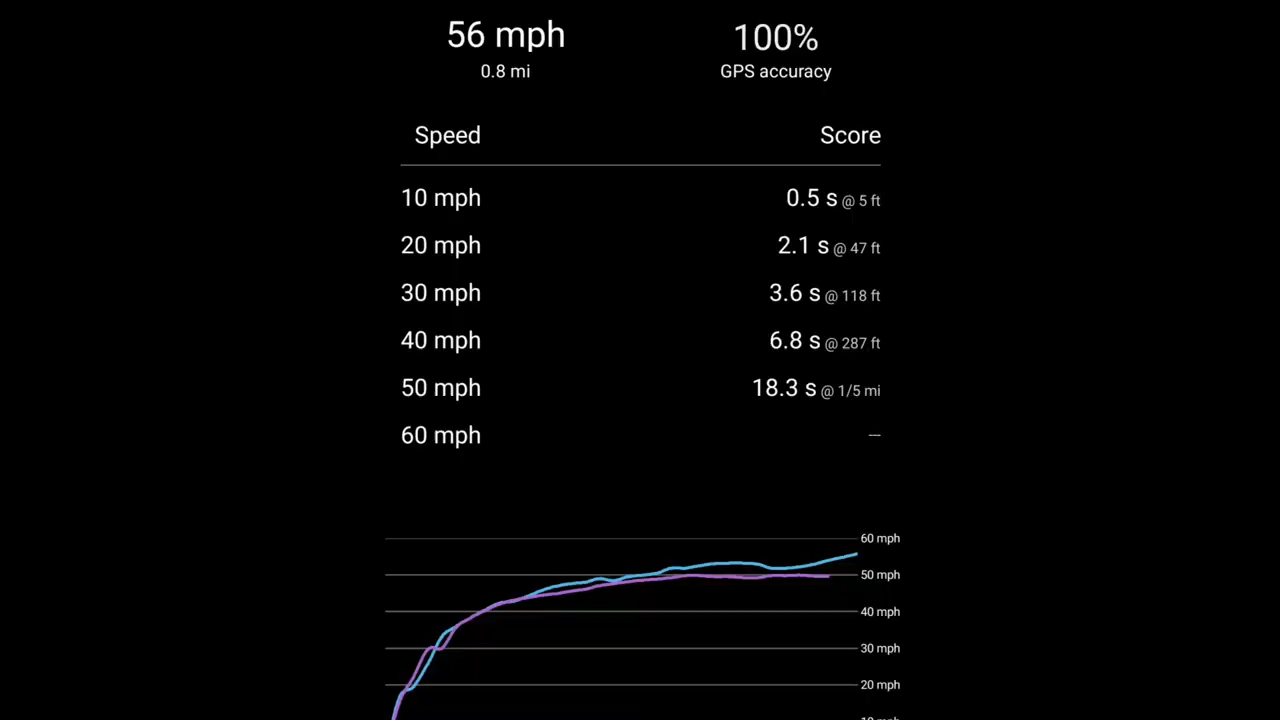 56 mph 100%
0.8 mi GPS accuracy
Speed Score
10 mph 0.5 s @ 5 ft
20 mph 2.1 s @ 47 ft
30 mph 3.6 s @ 118 ft
40 mph 6.8 s @ 287 ft
50 mph 18.3 s @ 1/5 mi
60 mph —
60 mph
50 mph
40 mph
30 mph
20 mph